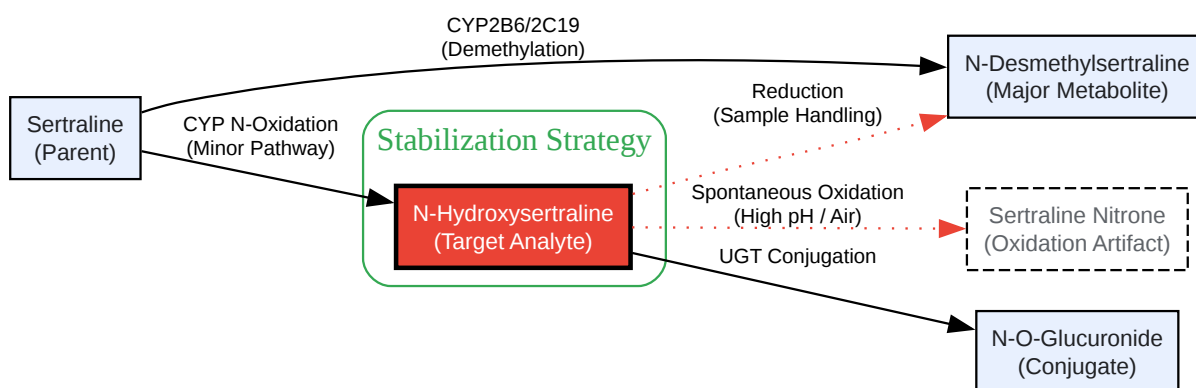 CYP2B6/2C19
(Demethylation)
N-Desmethylsertraline
(Major Metabolite)
Reduction
(Sample Handling)
Sertraline
(Parent)
CYP N-Oxidation
(Minor Pathway)
Stabilization Strategy
N-Hydroxysertraline
(Target Analyte)
Spontaneous Oxidation
(High pH / Air)
Sertraline Nitrone
(Oxidation Artifact)
UGT Conjugation
N-O-Glucuronide
(Conjugate)